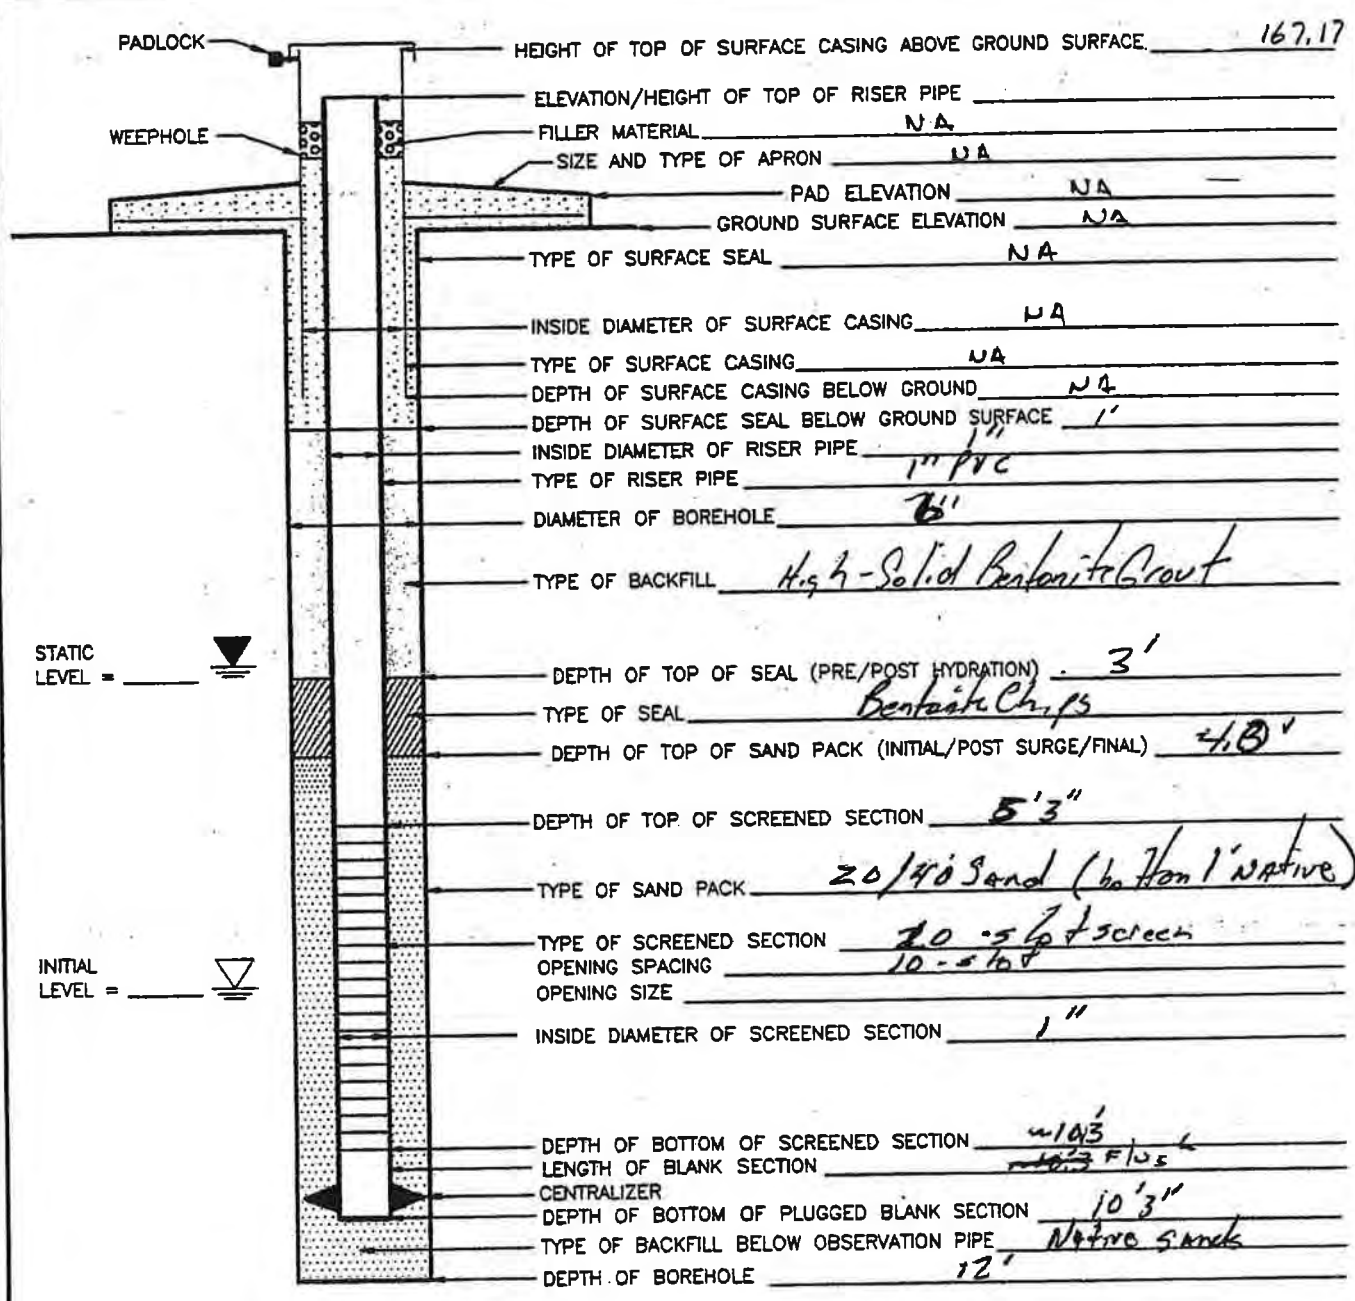 PADLOCK
HEIGHT OF TOP OF SURFACE CASING ABOVE GROUND SURFACE. 167.17
ELEVATION/HEIGHT OF TOP OF RISER PIPE
WEEPHOLE
FILLER MATERIAL NA
SIZE AND TYPE OF APRON NA
PAD ELEVATION NA —
GROUND SURFACE ELEVATION NA
TYPE OF SURFACE SEAL NA
INSIDE DIAMETER OF SURFACE CASING NA
TYPE OF SURFACE CASING NA
DEPTH OF SURFACE CASING BELOW GROUND NA
DEPTH OF SURFACE SEAL BELOW GROUND SURFACE 1'
INSIDE DIAMETER OF RISER PIPE 1"
TYPE OF RISER PIPE 1" PVC
DIAMETER OF BOREHOLE
TYPE OF BACKFILL High-Solid Bentonite Grout
STATIC
LEVEL =
DEPTH OF TOP OF SEAL (PRE/POST HYDRATION) 3'
TYPE OF SEAL Bentonite Chips
DEPTH OF TOP OF SAND PACK (INITIAL/POST SURGE/FINAL)
DEPTH OF TOP OF SCREENED SECTION 5'3"
TYPE OF SAND PACK 20/40 Sand (bottom 1' Native)
TYPE OF SCREENED SECTION -slot screen
OPENING SPACING 10-slot
OPENING SIZE
INITIAL
LEVEL =
INSIDE DIAMETER OF SCREENED SECTION 1"
DEPTH OF BOTTOM OF SCREENED SECTION
LENGTH OF BLANK SECTION
CENTRALIZER
DEPTH OF BOTTOM OF PLUGGED BLANK SECTION 10'3"
TYPE OF BACKFILL BELOW OBSERVATION PIPE Native Sands
DEPTH OF BOREHOLE 12'